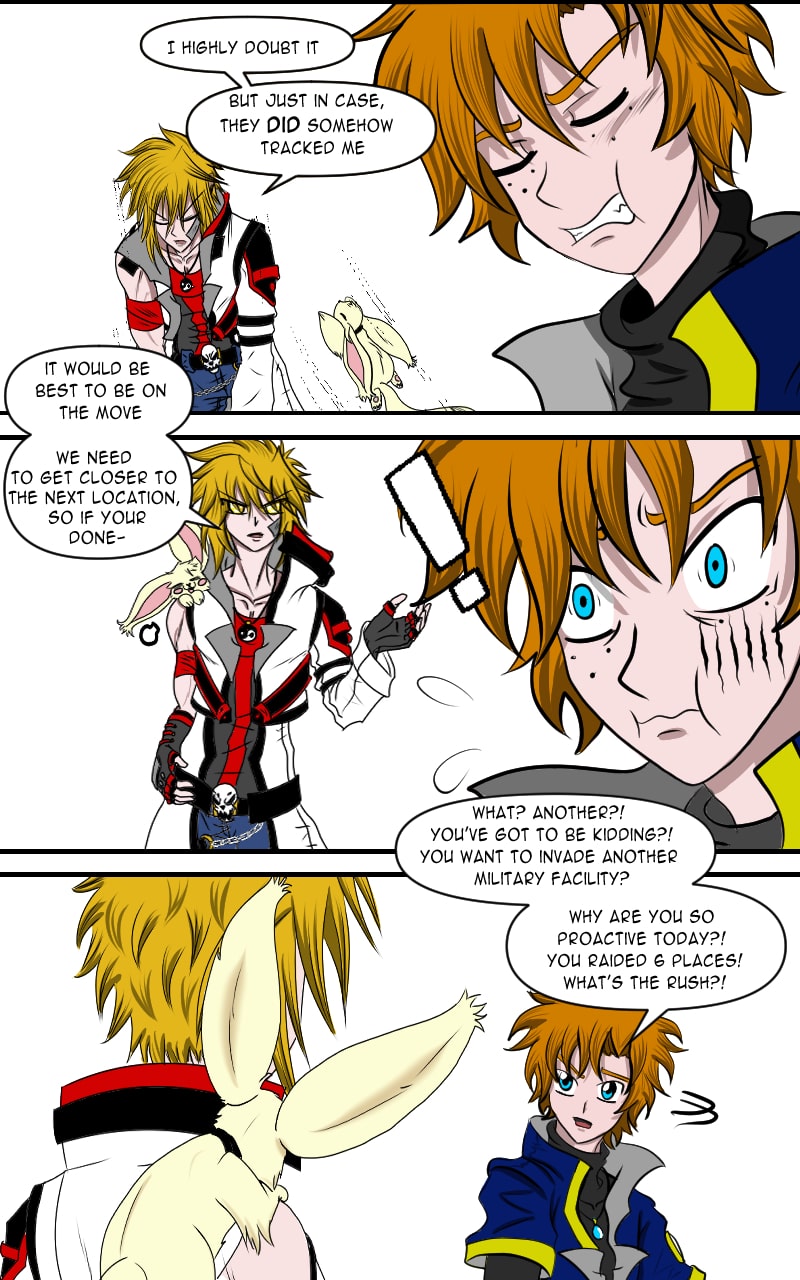 I HIGHLY DOUBT IT
BUT JUST IN CASE,
THEY DID SOMEHOW
TRACKED ME
IT WOULD BE
BEST TO BE ON
THE MOVE
WE NEED
TO GET CLOSER TO
THE NEXT LOCATION,
SO IF YOUR
DONE-
!
WHAT? ANOTHER?!
YOU'VE GOT TO BE KIDDING?!
YOU WANT TO INVADE ANOTHER
MILITARY FACILITY?
WHY ARE YOU SO
PROACTIVE TODAY?!
YOU RAIDED 6 PLACES!
WHAT'S THE RUSH?!